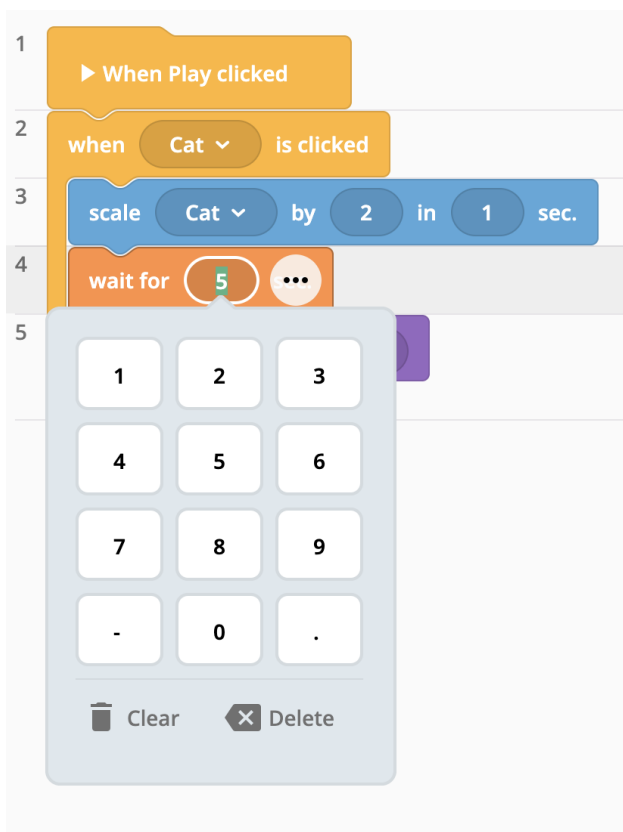 1
When Play clicked
2
when Cat is clicked
3
scale Cat by 2 in 1 sec.
4
wait for 5
5
1 2 3
4 5 6
7 8 9
- 0 .
Clear Delete